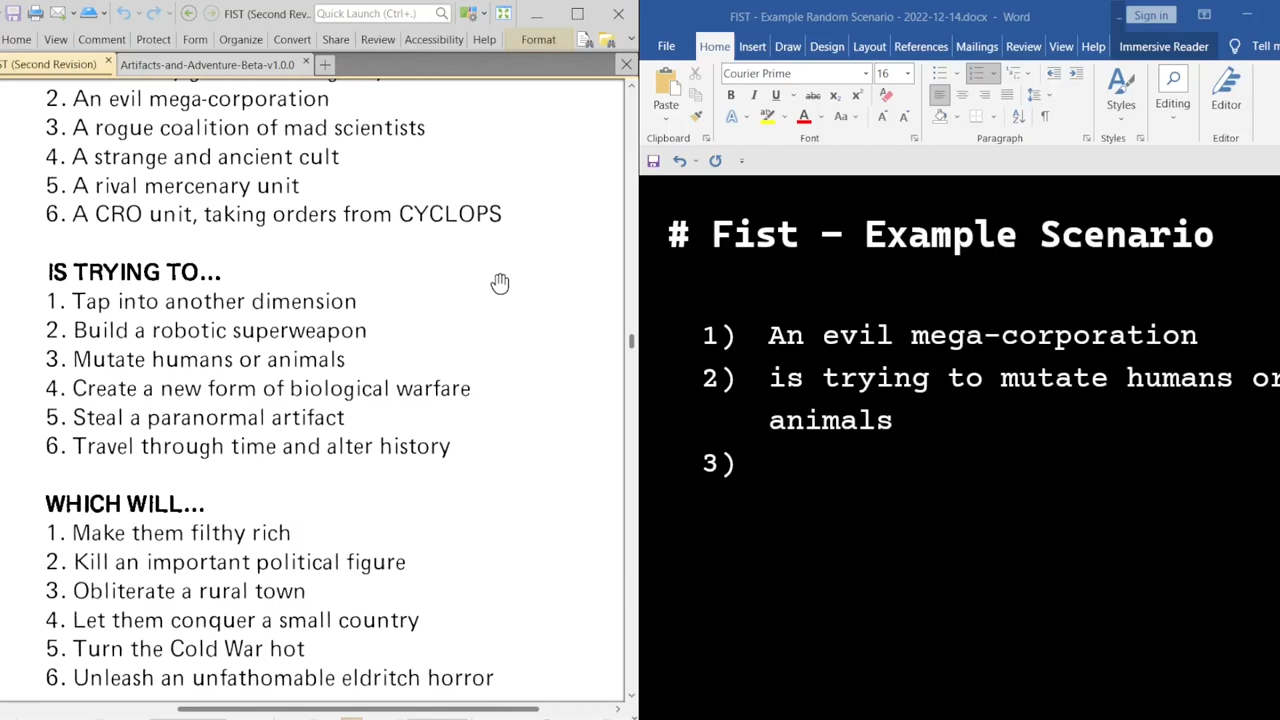 FIST (Second Rev...
Quick Launch (Ctrl+.)
Home View Comment Protect Form Organize Convert Share Review Accessibility Help Format
ST (Second Revision)
Artifacts-and-Adventure-Beta-v1.0.0
2. An evil mega-corporation
3. A rogue coalition of mad scientists
4. A strange and ancient cult
5. A rival mercenary unit
6. A CRO unit, taking orders from CYCLOPS
IS TRYING TO...
1. Tap into another dimension
2. Build a robotic superweapon
3. Mutate humans or animals
4. Create a new form of biological warfare
5. Steal a paranormal artifact
6. Travel through time and alter history
WHICH WILL...
1. Make them filthy rich
2. Kill an important political figure
3. Obliterate a rural town
4. Let them conquer a small country
5. Turn the Cold War hot
6. Unleash an unfathomable eldritch horror
FIST - Example Random Scenario - 2022-12-14.docx - Word
... Sign in
File Home Insert Draw Design Layout References Mailings Review View Help Immersive Reader Tell m
Courier Prime 16
Paste
Styles
Editing
Editor
Clipboard Font Paragraph Styles Editor
# Fist - Example Scenario
1) An evil mega-corporation
2) is trying to mutate humans or
animals
3)